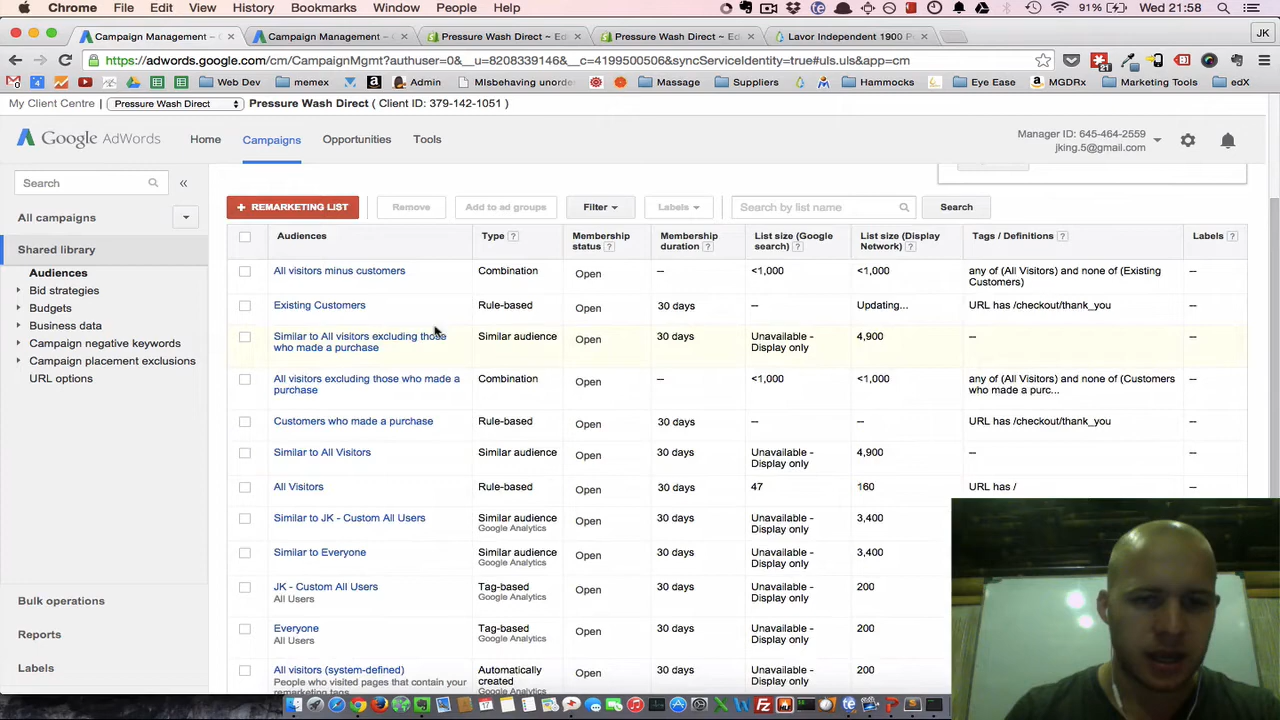 Chrome File Edit View History Bookmarks Window People Help 91% Wed 21:58
Campaign Management – Campaign Management – Pressure Wash Direct ~ Ed Pressure Wash Direct ~ Ed Lavor Independent 1900 P JK
https://adwords.google.com/cm/CampaignMgmt?authuser=0&__u=8208339146&__c=4199500506&syncServiceIdentity=true#uls.uls&app=cm
Web Dev memex Admin Misbehaving unorde Massage Suppliers Hammocks Eye Ease MGDRx Marketing Tools edX
My Client Centre Pressure Wash Direct Pressure Wash Direct ( Client ID: 379-142-1051 )
Google AdWords Home Campaigns Opportunities Tools
Manager ID: 645-464-2559
jking.5@gmail.com
Search «
All campaigns
Shared library
Audiences
Bid strategies
Budgets
Business data
Campaign negative keywords
Campaign placement exclusions
URL options
Bulk operations
Reports
Labels
+ REMARKETING LIST Remove Add to ad groups Filter Labels Search by list name Search
Audiences Type ? Membership status ? Membership duration ? List size (Google search) ? List size (Display Network) ? Tags / Definitions ? Labels ?
All visitors minus customers Combination Open -- <1,000 <1,000 any of (All Visitors) and none of (Existing Customers) --
Existing Customers Rule-based Open 30 days -- Updating... URL has /checkout/thank_you --
Similar to All visitors excluding those who made a purchase Similar audience Open 30 days Unavailable - Display only 4,900 -- --
All visitors excluding those who made a purchase Combination Open -- <1,000 <1,000 any of (All Visitors) and none of (Customers who made a purc... --
Customers who made a purchase Rule-based Open 30 days -- -- URL has /checkout/thank_you --
Similar to All Visitors Similar audience Open 30 days Unavailable - Display only 4,900 -- --
All Visitors Rule-based Open 30 days 47 160 URL has / --
Similar to JK - Custom All Users Similar audience Google Analytics Open 30 days Unavailable - Display only 3,400
Similar to Everyone Similar audience Google Analytics Open 30 days Unavailable - Display only 3,400
JK - Custom All Users All Users Tag-based Google Analytics Open 30 days Unavailable - Display only 200
Everyone All Users Tag-based Google Analytics Open 30 days Unavailable - Display only 200
All visitors (system-defined) People who visited pages that contain your remarketing tags Automatically created Google Analytics Open 30 days Unavailable - Display only 200